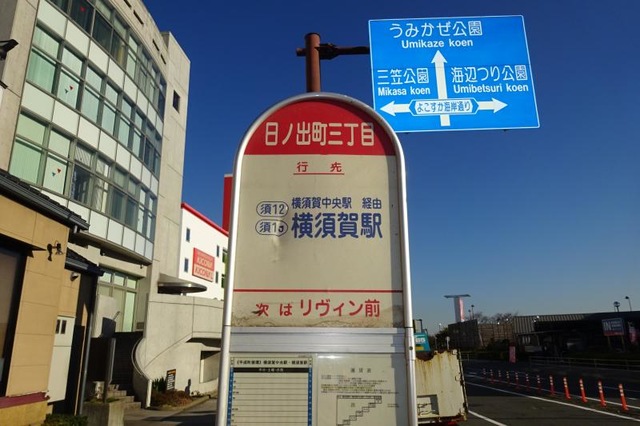 うみかぜ公園
Umikaze koen
三笠公園
Mikasa koen
海辺つり公園
Umibetsuri koen
よこすか海岸通り
日ノ出町三丁目
行先
須12
横須賀中央駅 経由
横須賀駅
次は リヴィン前